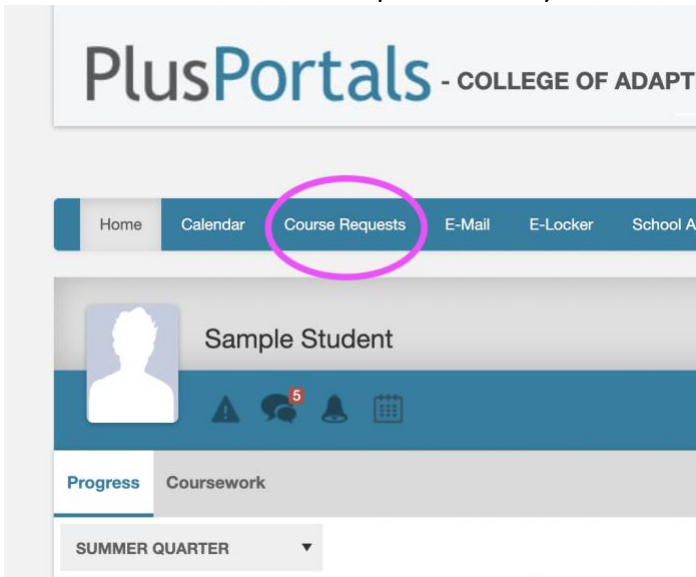 PlusPortals - COLLEGE OF ADAPT
Home Calendar Course Requests E-Mail E-Locker School A
Sample Student
5
Progress Coursework
SUMMER QUARTER